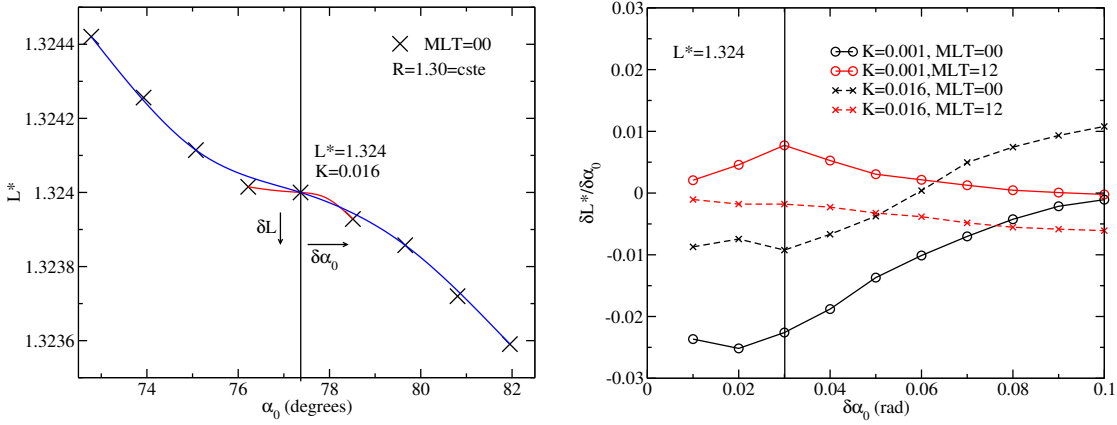 1.3244
1.3242
1.324
1.3238
1.3236
L*
74
76
78
80
82
α₀ (degrees)
MLT=00
R=1.30=cste
L*=1.324
K=0.016
δL
δα₀
0.03
0.02
0.01
0
-0.01
-0.02
-0.03
δL*/δα₀
0
0.02
0.04
0.06
0.08
0.1
δα₀ (rad)
L*=1.324
K=0.001, MLT=00
K=0.001,MLT=12
K=0.016, MLT=00
K=0.016, MLT=12